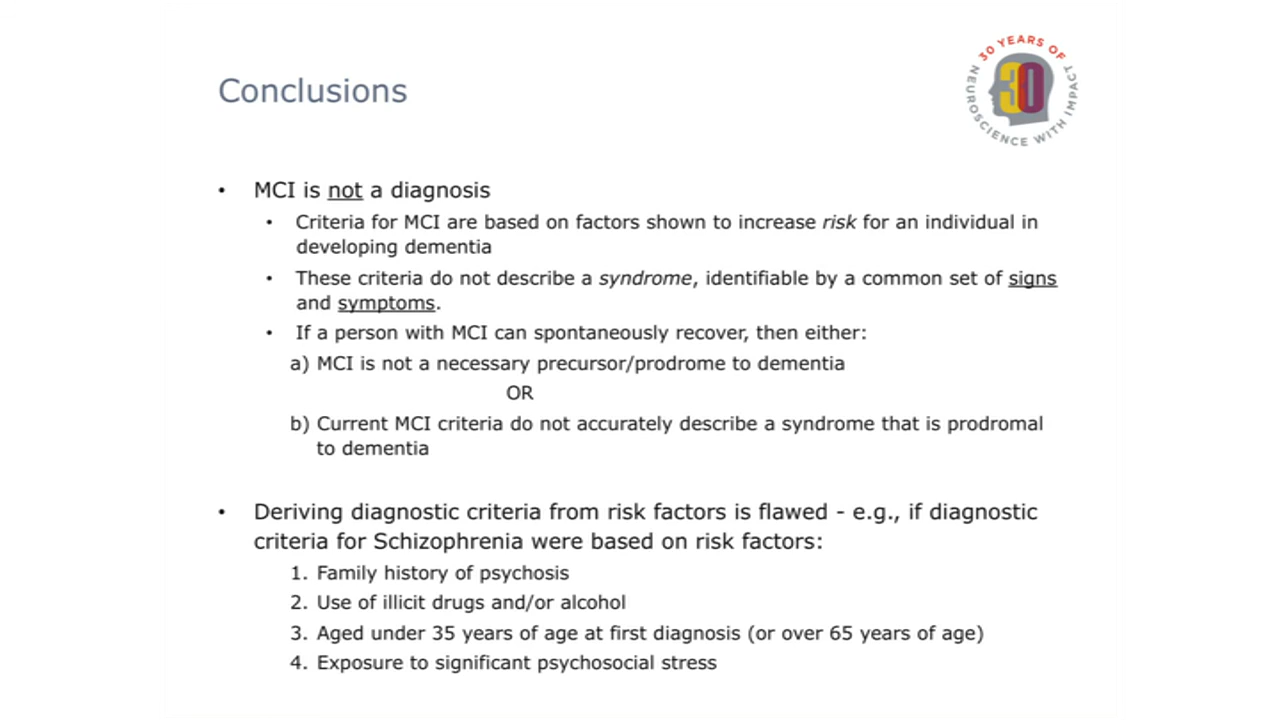 Conclusions
30 YEARS OF
30
NEUROSCIENCE WITH IMPACT
• MCI is not a diagnosis
• Criteria for MCI are based on factors shown to increase risk for an individual in
developing dementia
• These criteria do not describe a syndrome, identifiable by a common set of signs
and symptoms.
• If a person with MCI can spontaneously recover, then either:
a) MCI is not a necessary precursor/prodrome to dementia
OR
b) Current MCI criteria do not accurately describe a syndrome that is prodromal
to dementia
• Deriving diagnostic criteria from risk factors is flawed - e.g., if diagnostic
criteria for Schizophrenia were based on risk factors:
1. Family history of psychosis
2. Use of illicit drugs and/or alcohol
3. Aged under 35 years of age at first diagnosis (or over 65 years of age)
4. Exposure to significant psychosocial stress